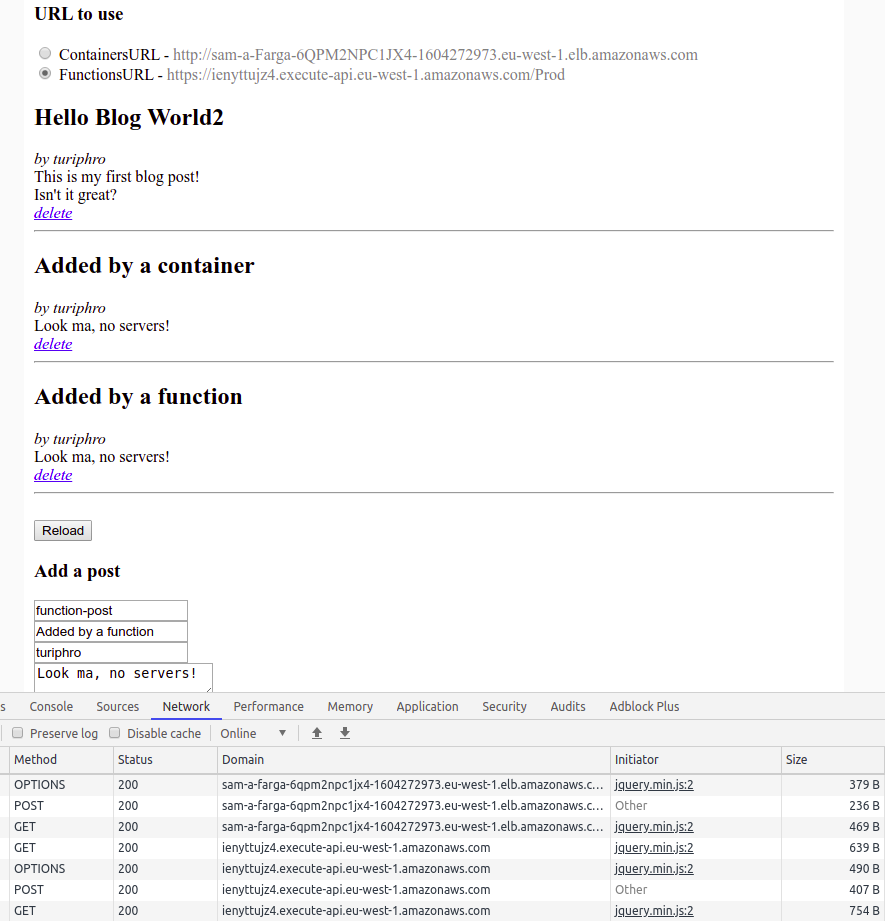 URL to use
ContainersURL - http://sam-a-Farga-6QPM2NPC1JX4-1604272973.eu-west-1.elb.amazonaws.com
FunctionsURL - https://ienyttujz4.execute-api.eu-west-1.amazonaws.com/Prod
Hello Blog World2
by turiphro
This is my first blog post!
Isn't it great?
delete
Added by a container
by turiphro
Look ma, no servers!
delete
Added by a function
by turiphro
Look ma, no servers!
delete
Reload
Add a post
function-post
Added by a function
turiphro
Look ma, no servers!
s Console Sources Network Performance Memory Application Security Audits Adblock Plus
Preserve log Disable cache Online
Method Status Domain Initiator Size
OPTIONS 200 sam-a-farga-6qpm2npc1jx4-1604272973.eu-west-1.elb.amazonaws.c... jquery.min.js:2 379 B
POST 200 sam-a-farga-6qpm2npc1jx4-1604272973.eu-west-1.elb.amazonaws.c... Other 236 B
GET 200 sam-a-farga-6qpm2npc1jx4-1604272973.eu-west-1.elb.amazonaws.c... jquery.min.js:2 469 B
GET 200 ienyttujz4.execute-api.eu-west-1.amazonaws.com jquery.min.js:2 639 B
OPTIONS 200 ienyttujz4.execute-api.eu-west-1.amazonaws.com jquery.min.js:2 490 B
POST 200 ienyttujz4.execute-api.eu-west-1.amazonaws.com Other 407 B
GET 200 ienyttujz4.execute-api.eu-west-1.amazonaws.com jquery.min.js:2 754 B